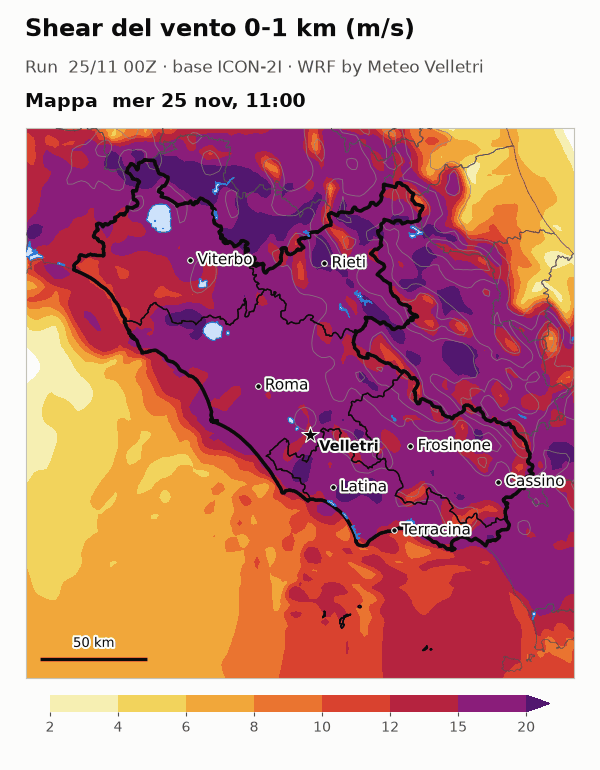 Shear del vento 0-1 km (m/s)
Run  25/11 00Z · base ICON-2I · WRF by Meteo Velletri
Mappa  mer 25 nov, 11:00
Viterbo
Rieti
Roma
Velletri
Frosinone
Latina
Cassino
Terracina
50 km
2 4 6 8 10 12 15 20